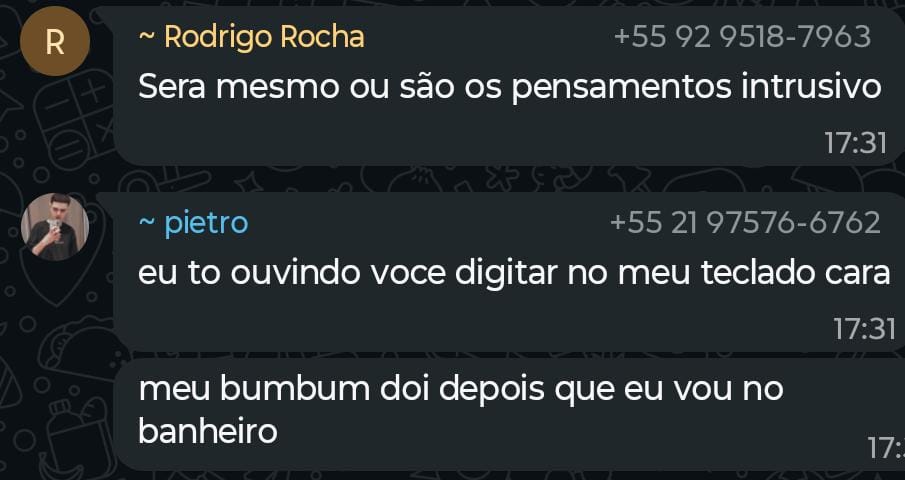 R
~ Rodrigo Rocha +55 92 9518-7963
Sera mesmo ou são os pensamentos intrusivo
17:31
~ pietro +55 21 97576-6762
eu to ouvindo voce digitar no meu teclado cara
17:31
meu bumbum doi depois que eu vou no
banheiro